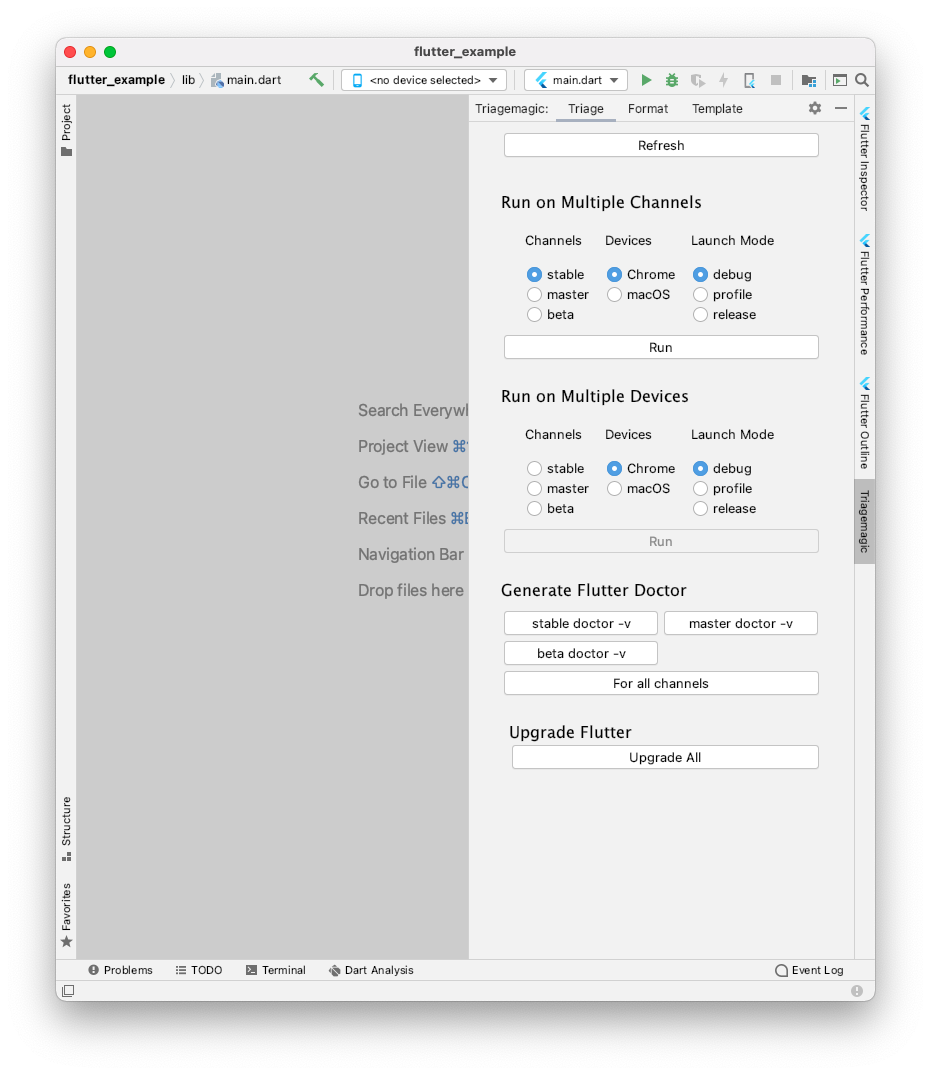 flutter_example
flutter_example lib main.dart <no device selected> main.dart
Project
Structure
Favorites
Search Everywh
Project View ⌘
Go to File ⇧⌘
Recent Files ⌘E
Navigation Bar
Drop files here
Triagemagic: Triage Format Template
Refresh
Run on Multiple Channels
Channels Devices Launch Mode
stable Chrome debug
master macOS profile
beta release
Run
Run on Multiple Devices
Channels Devices Launch Mode
stable Chrome debug
master macOS profile
beta release
Run
Generate Flutter Doctor
stable doctor -v master doctor -v
beta doctor -v
For all channels
Upgrade Flutter
Upgrade All
Flutter Inspector
Flutter Performance
Flutter Outline
Triagemagic
Problems TODO Terminal Dart Analysis Event Log